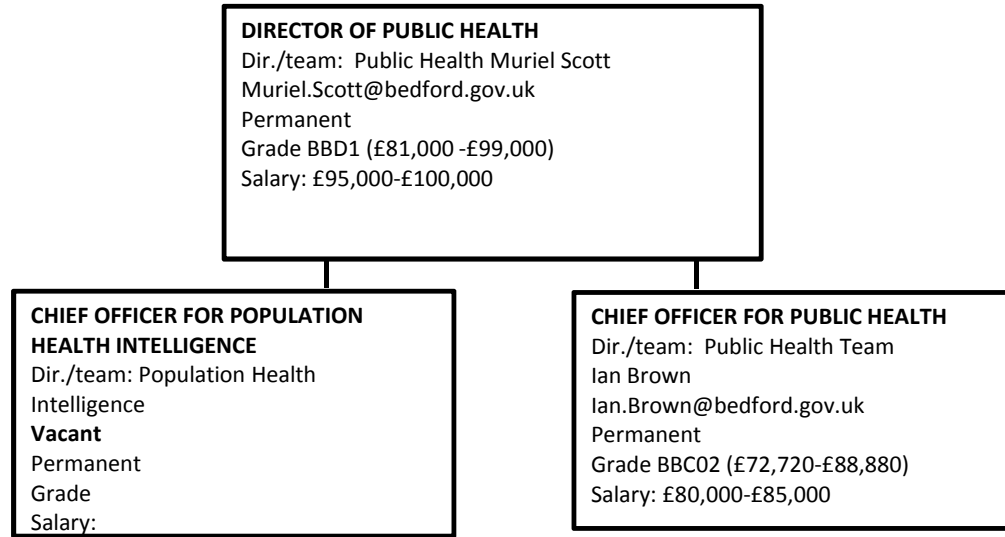 DIRECTOR OF PUBLIC HEALTH
Dir./team:  Public Health Muriel Scott
Muriel.Scott@bedford.gov.uk
Permanent
Grade BBD1 (£81,000 -£99,000)
Salary: £95,000-£100,000
CHIEF OFFICER FOR POPULATION
HEALTH INTELLIGENCE
Dir./team: Population Health
Intelligence
Vacant
Permanent
Grade
Salary:
CHIEF OFFICER FOR PUBLIC HEALTH
Dir./team:  Public Health Team
Ian Brown
Ian.Brown@bedford.gov.uk
Permanent
Grade BBC02 (£72,720-£88,880)
Salary: £80,000-£85,000